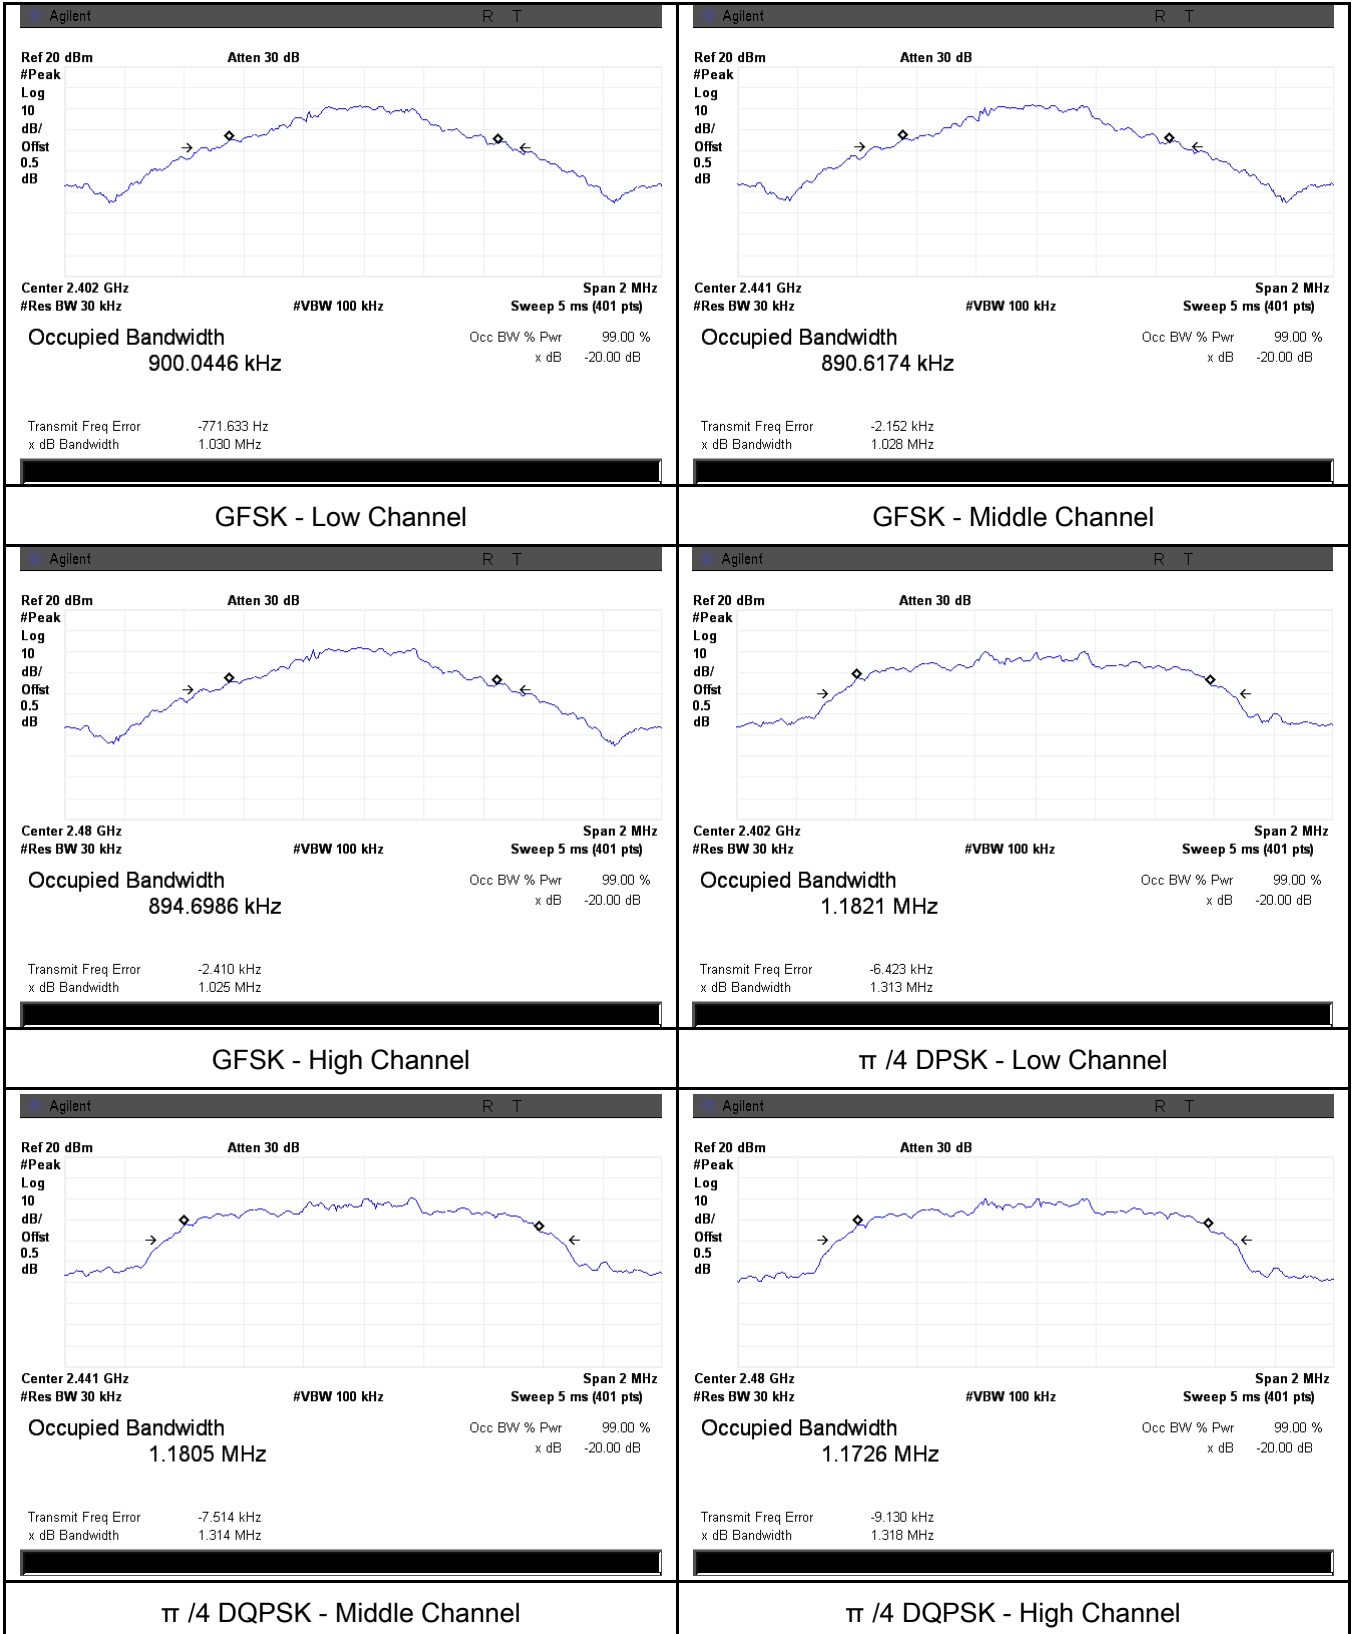 Agilent R T
Ref 20 dBm Atten 30 dB
#Peak
Log
10
dB/
Offst
0.5
dB
Center 2.402 GHz Span 2 MHz
#Res BW 30 kHz #VBW 100 kHz Sweep 5 ms (401 pts)
Occupied Bandwidth Occ BW % Pwr 99.00 %
900.0446 kHz x dB -20.00 dB
Transmit Freq Error -771.633 Hz
x dB Bandwidth 1.030 MHz
GFSK - Low Channel
Agilent R T
Ref 20 dBm Atten 30 dB
#Peak
Log
10
dB/
Offst
0.5
dB
Center 2.441 GHz Span 2 MHz
#Res BW 30 kHz #VBW 100 kHz Sweep 5 ms (401 pts)
Occupied Bandwidth Occ BW % Pwr 99.00 %
890.6174 kHz x dB -20.00 dB
Transmit Freq Error -2.152 kHz
x dB Bandwidth 1.028 MHz
GFSK - Middle Channel
Agilent R T
Ref 20 dBm Atten 30 dB
#Peak
Log
10
dB/
Offst
0.5
dB
Center 2.48 GHz Span 2 MHz
#Res BW 30 kHz #VBW 100 kHz Sweep 5 ms (401 pts)
Occupied Bandwidth Occ BW % Pwr 99.00 %
894.6986 kHz x dB -20.00 dB
Transmit Freq Error -2.410 kHz
x dB Bandwidth 1.025 MHz
GFSK - High Channel
Agilent R T
Ref 20 dBm Atten 30 dB
#Peak
Log
10
dB/
Offst
0.5
dB
Center 2.402 GHz Span 2 MHz
#Res BW 30 kHz #VBW 100 kHz Sweep 5 ms (401 pts)
Occupied Bandwidth Occ BW % Pwr 99.00 %
1.1821 MHz x dB -20.00 dB
Transmit Freq Error -6.423 kHz
x dB Bandwidth 1.313 MHz
π /4 DPSK - Low Channel
Agilent R T
Ref 20 dBm Atten 30 dB
#Peak
Log
10
dB/
Offst
0.5
dB
Center 2.441 GHz Span 2 MHz
#Res BW 30 kHz #VBW 100 kHz Sweep 5 ms (401 pts)
Occupied Bandwidth Occ BW % Pwr 99.00 %
1.1805 MHz x dB -20.00 dB
Transmit Freq Error -7.514 kHz
x dB Bandwidth 1.314 MHz
π /4 DQPSK - Middle Channel
Agilent R T
Ref 20 dBm Atten 30 dB
#Peak
Log
10
dB/
Offst
0.5
dB
Center 2.48 GHz Span 2 MHz
#Res BW 30 kHz #VBW 100 kHz Sweep 5 ms (401 pts)
Occupied Bandwidth Occ BW % Pwr 99.00 %
1.1726 MHz x dB -20.00 dB
Transmit Freq Error -9.130 kHz
x dB Bandwidth 1.318 MHz
π /4 DQPSK - High Channel